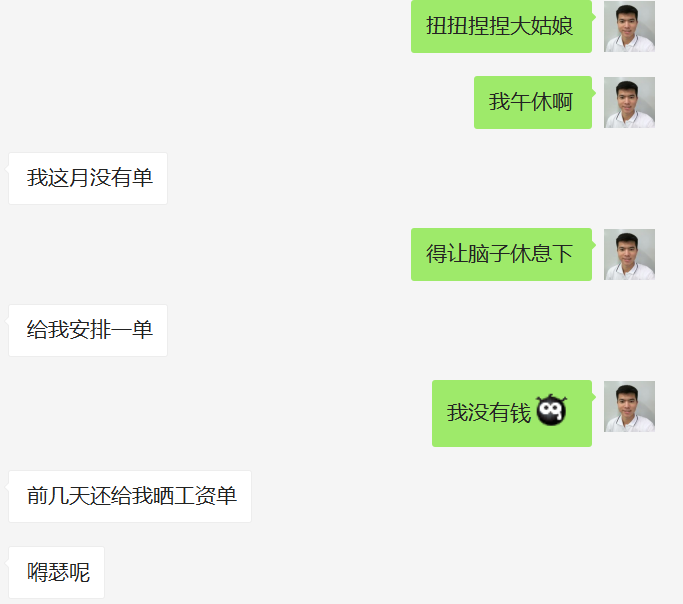 扭扭捏捏大姑娘
我午休啊
我这月没有单
得让脑子休息下
给我安排一单
我没有钱
前几天还给我晒工资单
嘚瑟呢